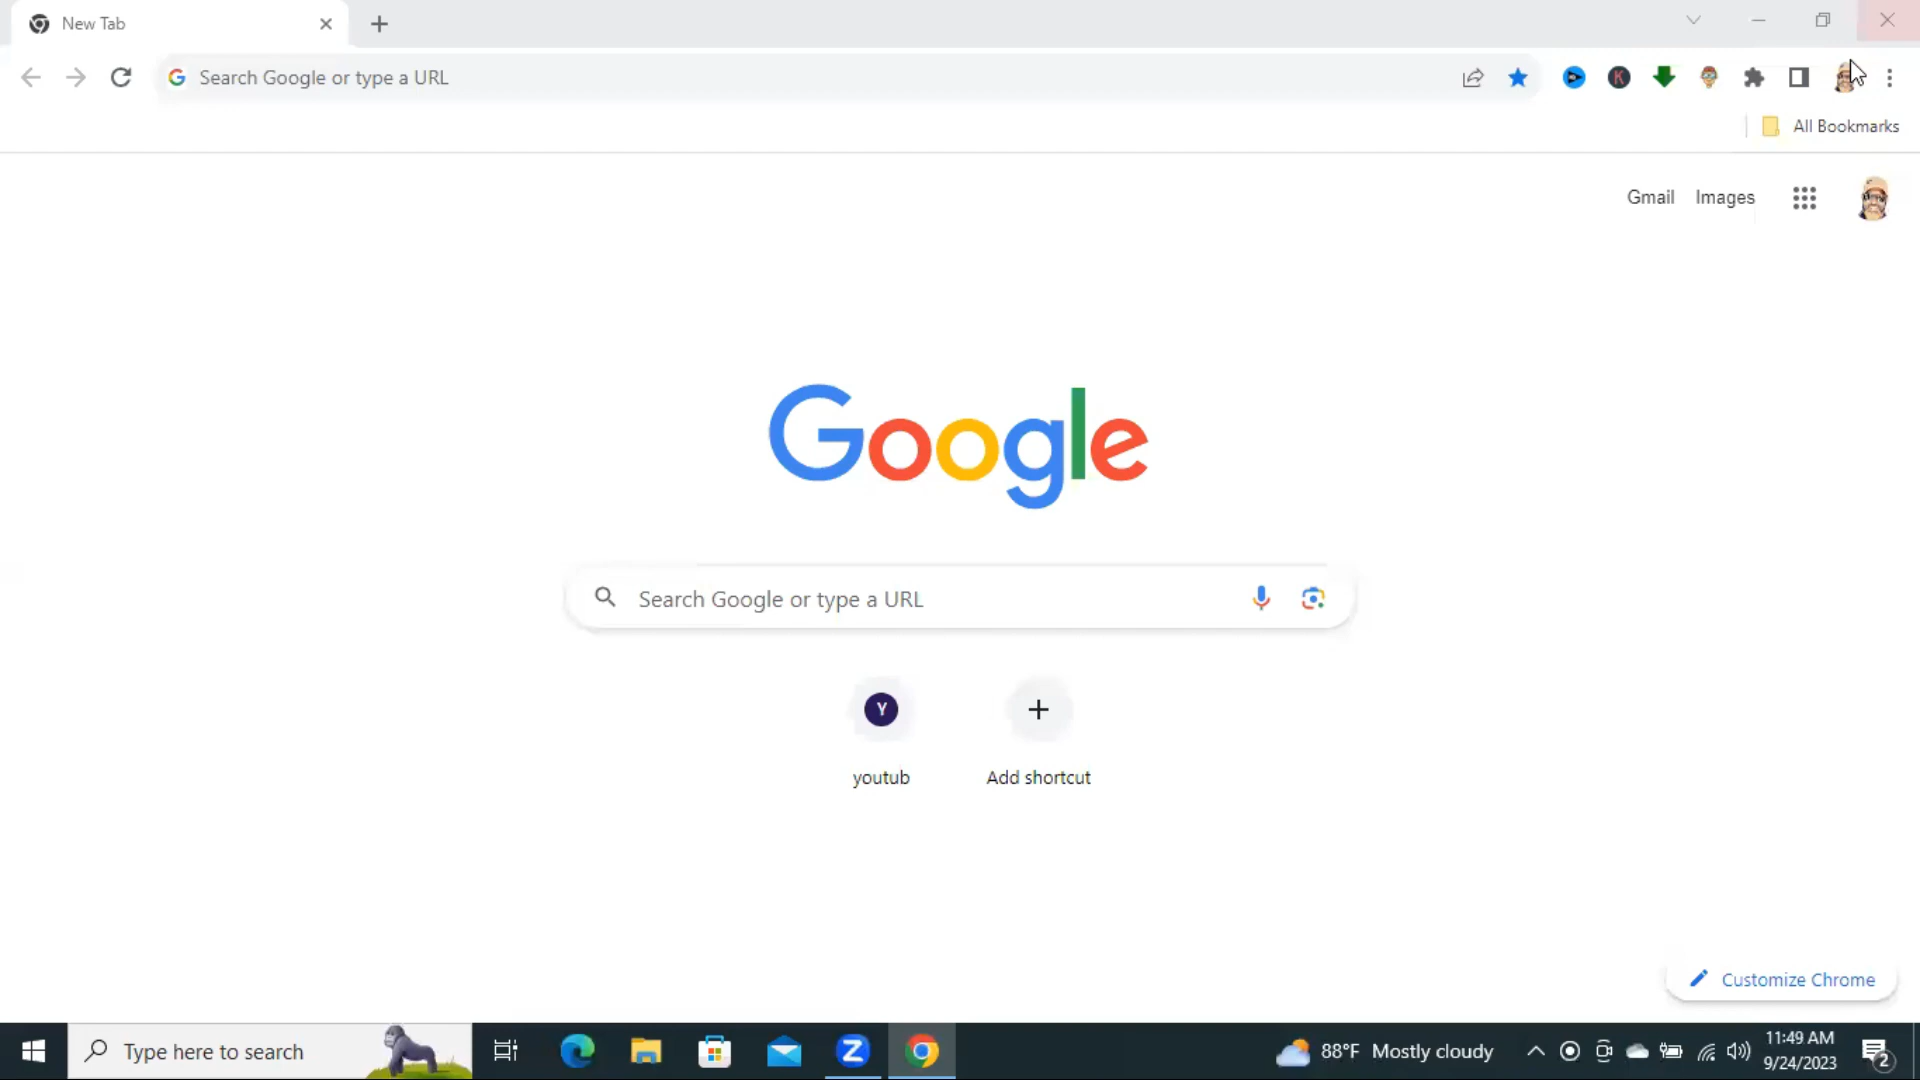 New Tab
Search Google or type a URL
K
All Bookmarks
Gmail Images
Google
Search Google or type a URL
Y
youtub
Add shortcut
Customize Chrome
Type here to search
Z
88°F Mostly cloudy
11:49 AM
9/24/2023
2